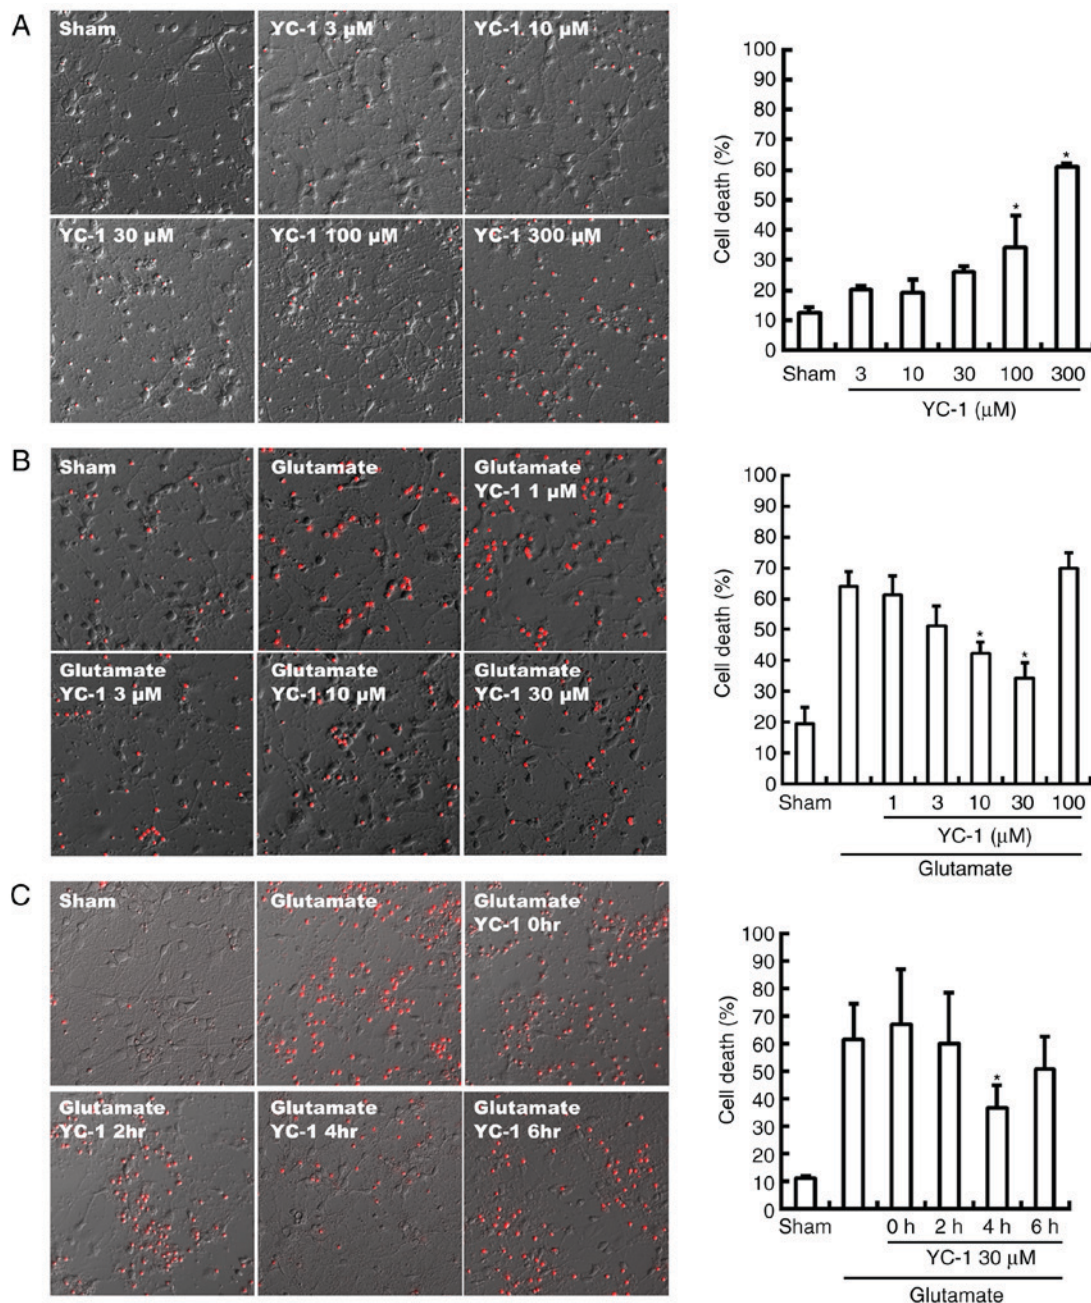 A
Sham
YC-1 3 µM
YC-1 10 µM
YC-1 30 µM
YC-1 100 µM
YC-1 300 µM
Cell death (%)
100
90
80
70
60
50
40
30
20
10
0
*
*
Sham 3 10 30 100 300
YC-1 (µM)
B
Sham
Glutamate
Glutamate
YC-1 1 µM
Glutamate
YC-1 3 µM
Glutamate
YC-1 10 µM
Glutamate
YC-1 30 µM
Cell death (%)
100
90
80
70
60
50
40
30
20
10
0
*
*
Sham 1 3 10 30 100
YC-1 (µM)
Glutamate
C
Sham
Glutamate
Glutamate
YC-1 0hr
Glutamate
YC-1 2hr
Glutamate
YC-1 4hr
Glutamate
YC-1 6hr
Cell death (%)
100
90
80
70
60
50
40
30
20
10
0
*
Sham 0 h 2 h 4 h 6 h
YC-1 30 µM
Glutamate